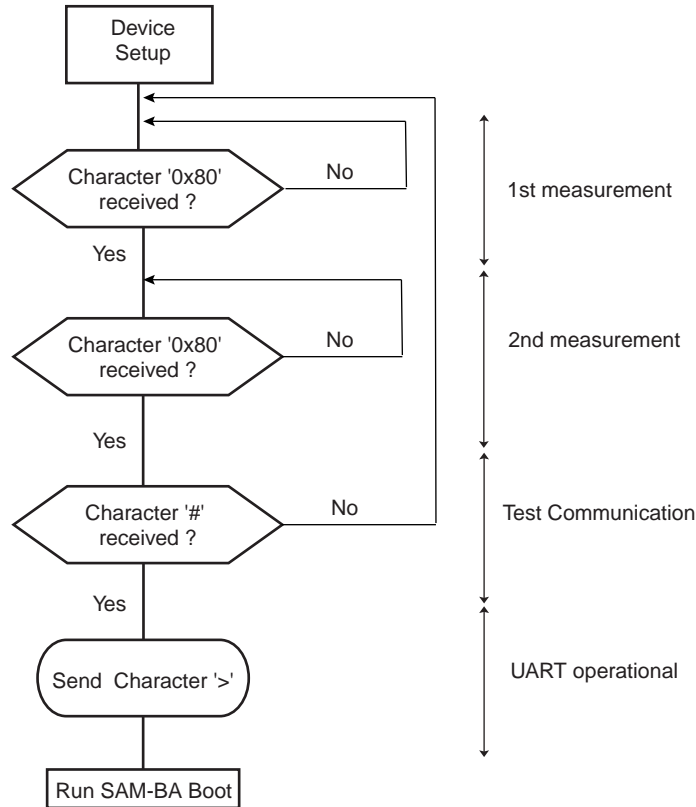 Device
Setup
Character '0x80'
received ?
No
1st measurement
Yes
Character '0x80'
received ?
No
2nd measurement
Yes
Character '#'
received ?
No
Test Communication
Yes
Send Character '>'
UART operational
Run SAM-BA Boot